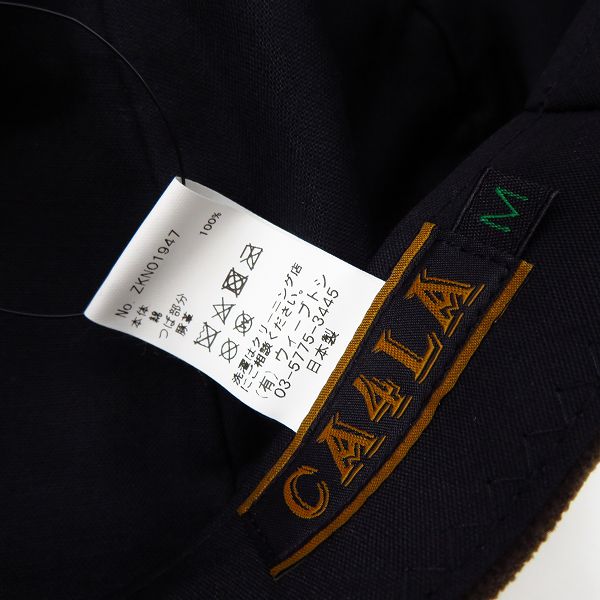 No. ZKN01947
本体 綿 100%
つば部分
豚革
洗濯はクリーニング店
にご相談ください。
(有)ウィーブトシ
03-5775-3445
日本製
CA4LA
M